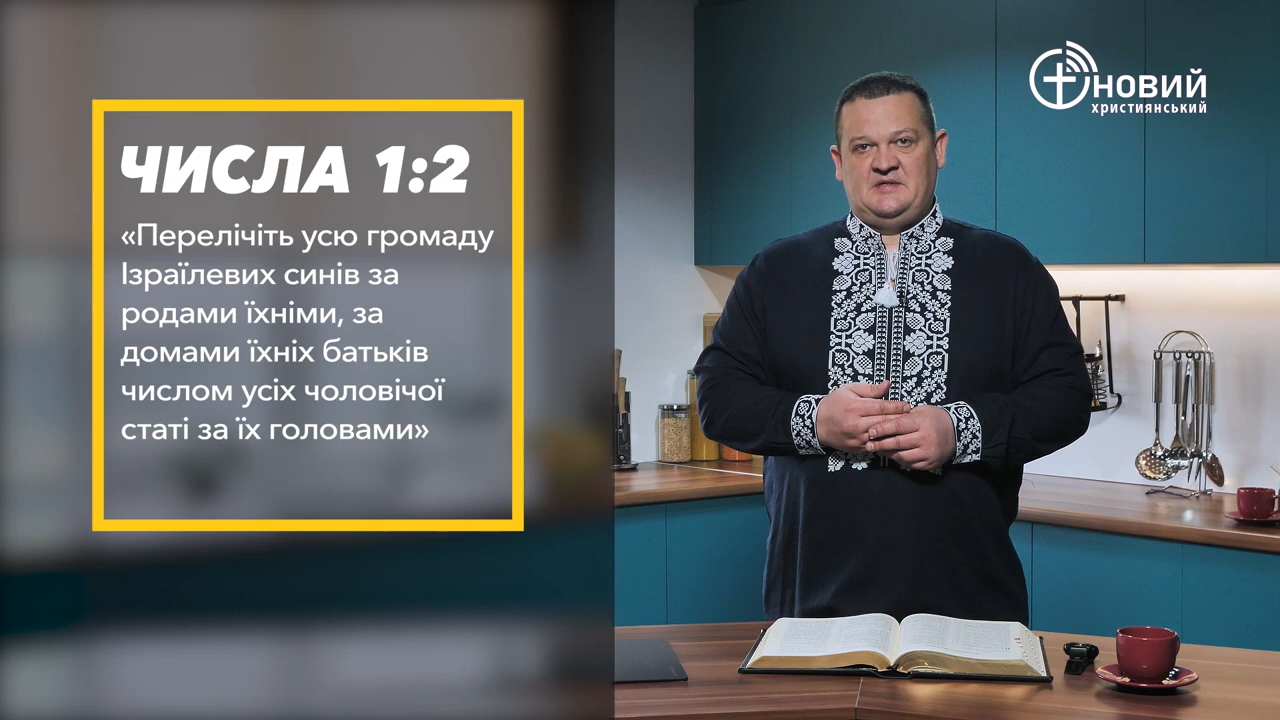 ЧИСЛА 1:2
«Перелічіть усю громаду
Ізраїлевих синів за
родами їхніми, за
домами їхніх батьків
числом усіх чоловічої
статі за їх головами»
НОВИЙ
християнський